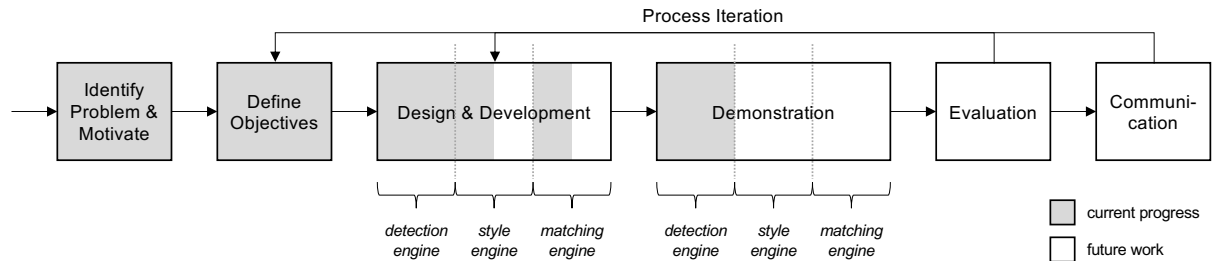 Process Iteration
Identify
Problem &
Motivate
Define
Objectives
Design & Development
Demonstration
Evaluation
Communi-
cation
detection
engine
style
engine
matching
engine
detection
engine
style
engine
matching
engine
current progress
future work